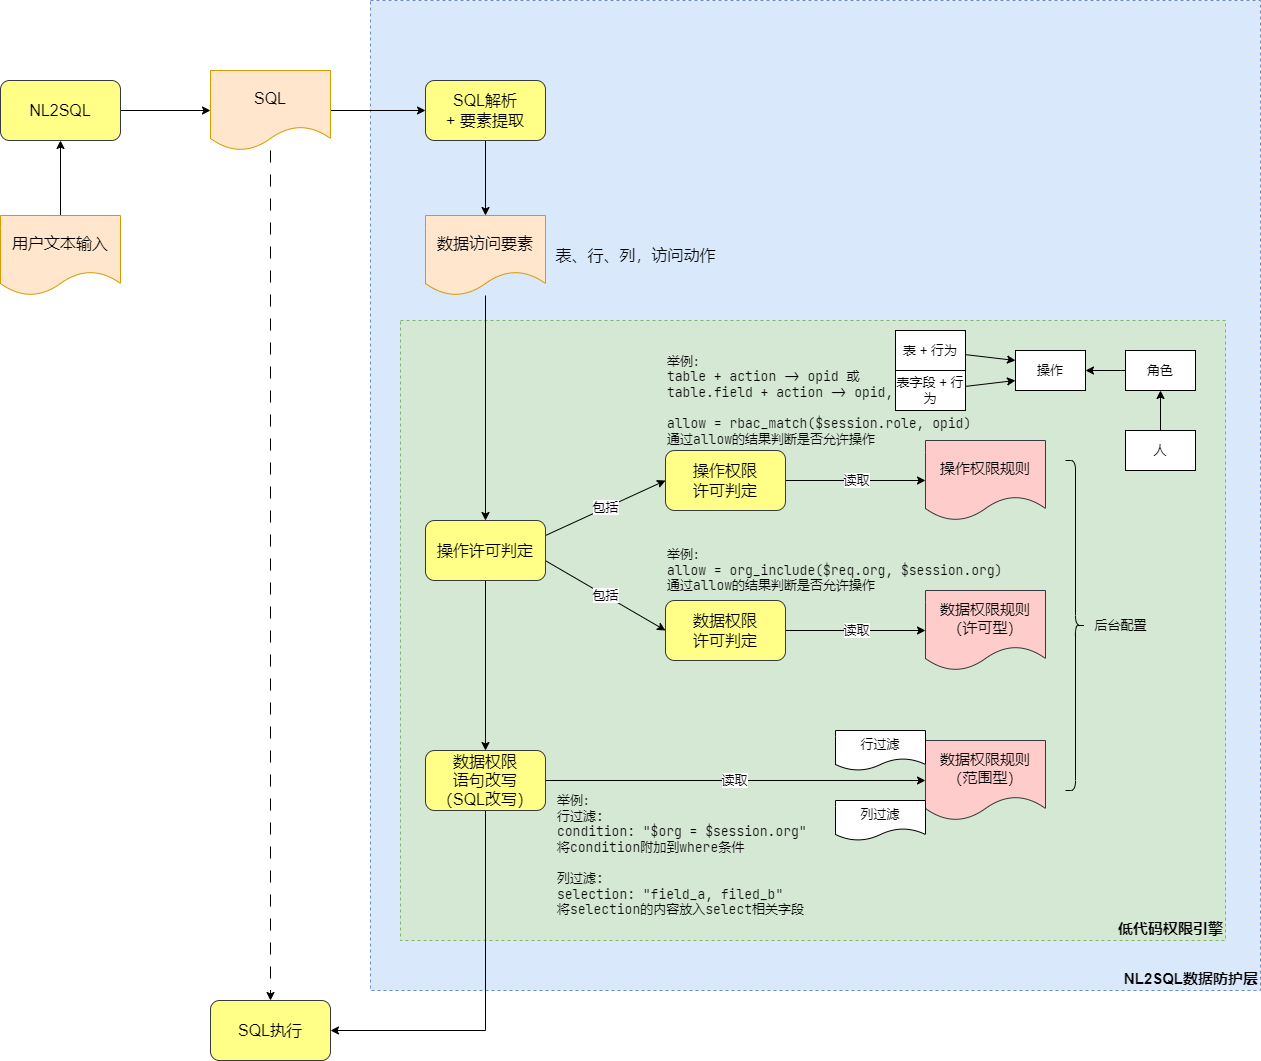 NL2SQL
SQL
SQL解析
+ 要素提取
用户文本输入
数据访问要素
表、行、列，访问动作
举例:
table + action -> opid 或
table.field + action -> opid,
allow = rbac_match($session.role, opid)
通过allow的结果判断是否允许操作
表 + 行为
表字段 + 行
为
操作
角色
人
操作权限
许可判定
读取
操作权限规则
包括
操作许可判定
包括
举例:
allow = org_include($req.org, $session.org)
通过allow的结果判断是否允许操作
数据权限
许可判定
读取
数据权限规则
（许可型）
后台配置
数据权限
语句改写
（SQL改写）
读取
行过滤
列过滤
数据权限规则
（范围型）
举例:
行过滤:
condition: "$org = $session.org"
将condition附加到where条件
列过滤:
selection: "field_a, filed_b"
将selection的内容放入select相关字段
低代码权限引擎
NL2SQL数据防护层
SQL执行